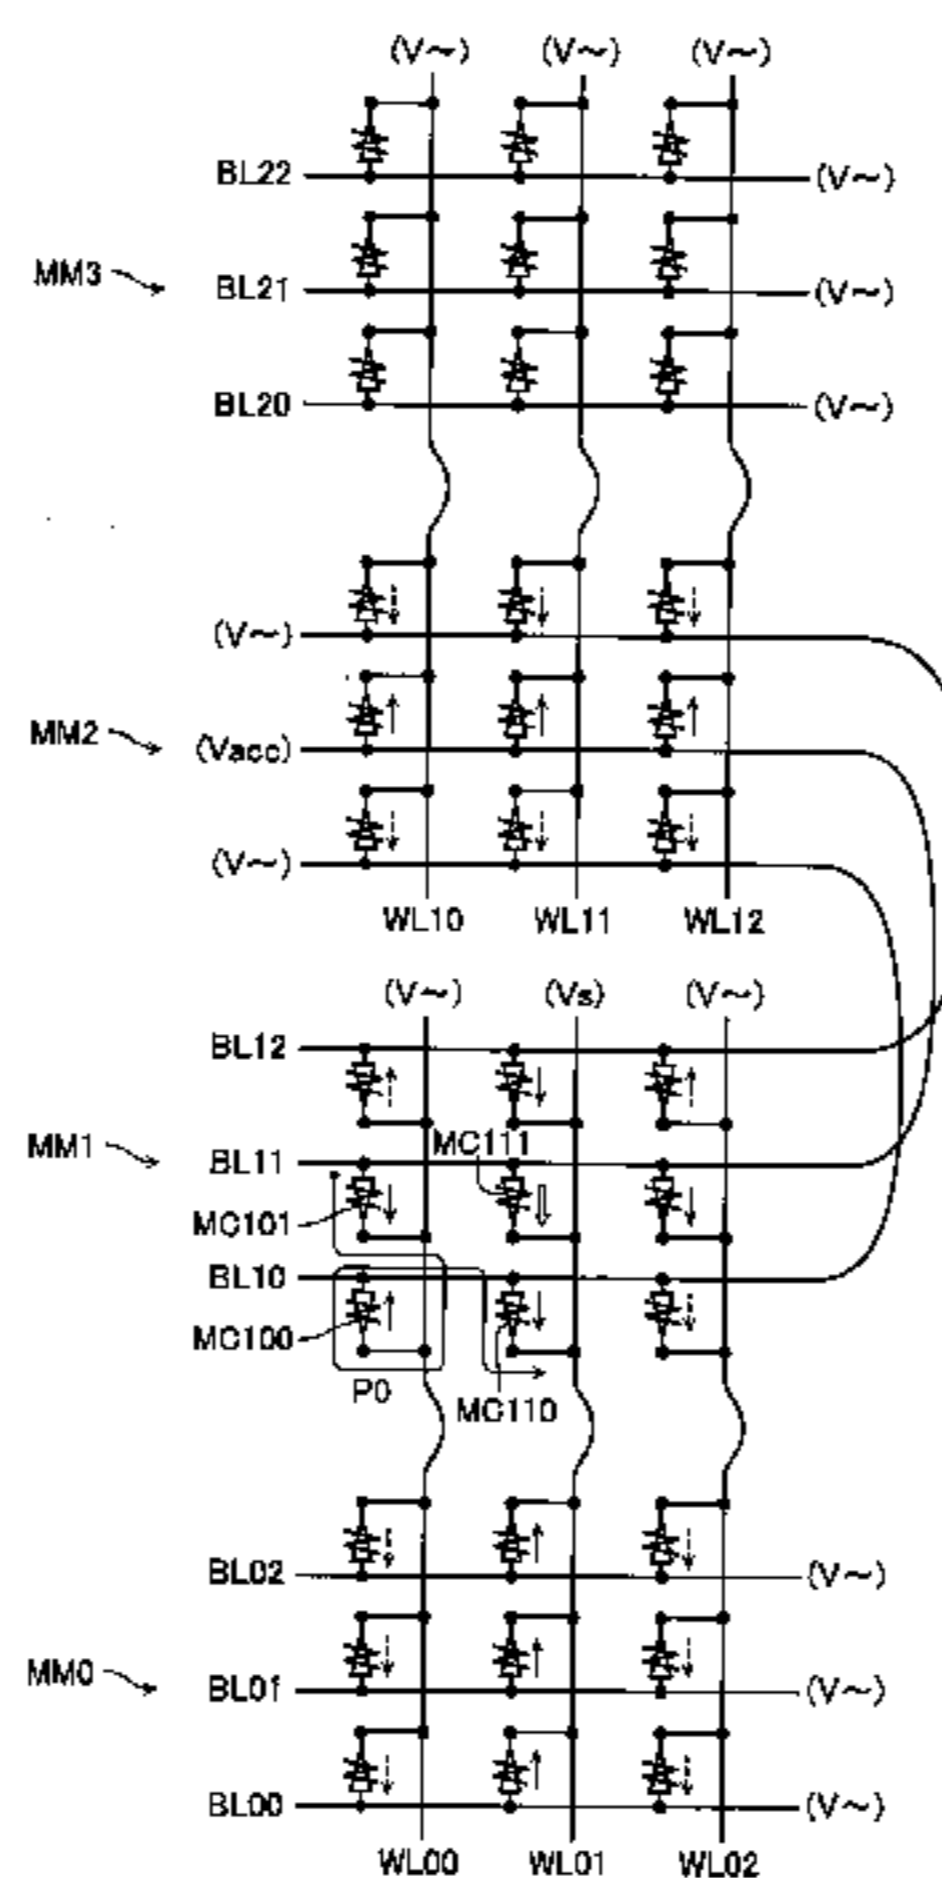 (V~) (V~) (V~)
BL22 (V~)
MM3 BL21 (V~)
BL20 (V~)
(V~)
MM2 (Vacc)
(V~)
WL10 WL11 WL12
(V~) (Vs) (V~)
BL12
MM1 BL11 MC111
MC101
BL10
MC100
P0 MC110
BL02 (V~)
MM0 BL01 (V~)
BL00 (V~)
WL00 WL01 WL02